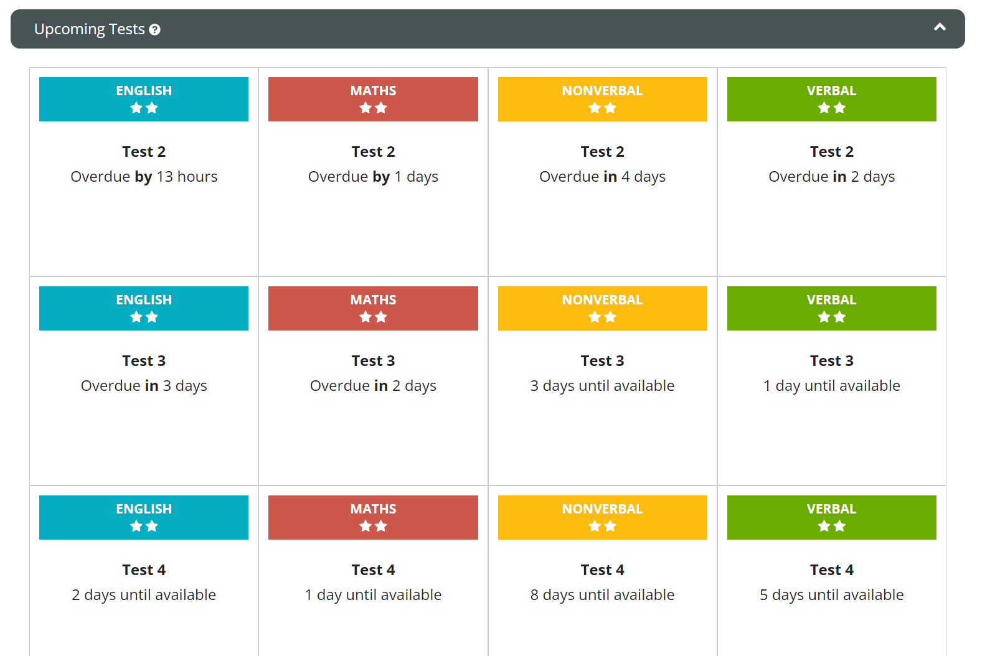 Upcoming Tests
ENGLISH
Test 2
Overdue by 13 hours
MATHS
Test 2
Overdue by 1 days
NONVERBAL
Test 2
Overdue in 4 days
VERBAL
Test 2
Overdue in 2 days
ENGLISH
Test 3
Overdue in 3 days
MATHS
Test 3
Overdue in 2 days
NONVERBAL
Test 3
3 days until available
VERBAL
Test 3
1 day until available
ENGLISH
Test 4
2 days until available
MATHS
Test 4
1 day until available
NONVERBAL
Test 4
8 days until available
VERBAL
Test 4
5 days until available